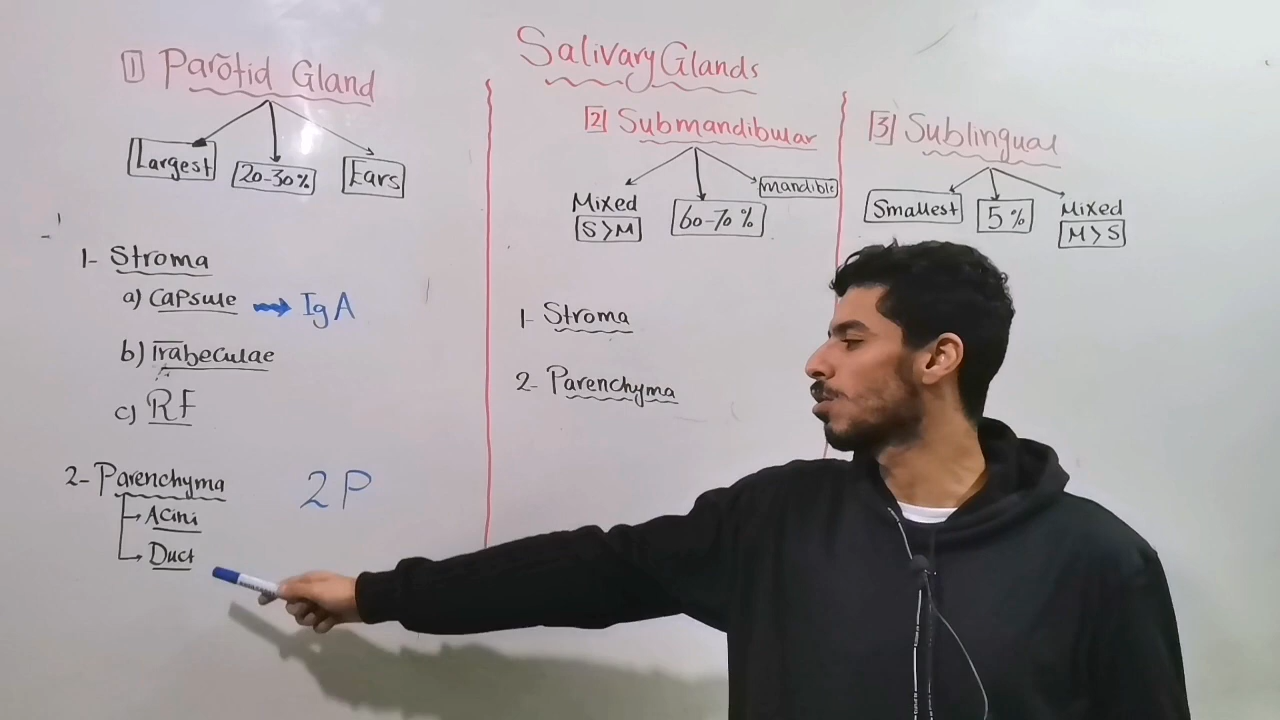 Salivary Glands
1 Parotid Gland
Largest
20-30%
Ears
1- Stroma
a) Capsule → IgA
b) Trabeculae
c) RF
2- Parenchyma
2P
→ Acini
→ Duct
2 Submandibular
Mixed
S>M
60-70%
mandible
1- Stroma
2- Parenchyma
3 Sublingual
Smallest
5%
Mixed
M>S